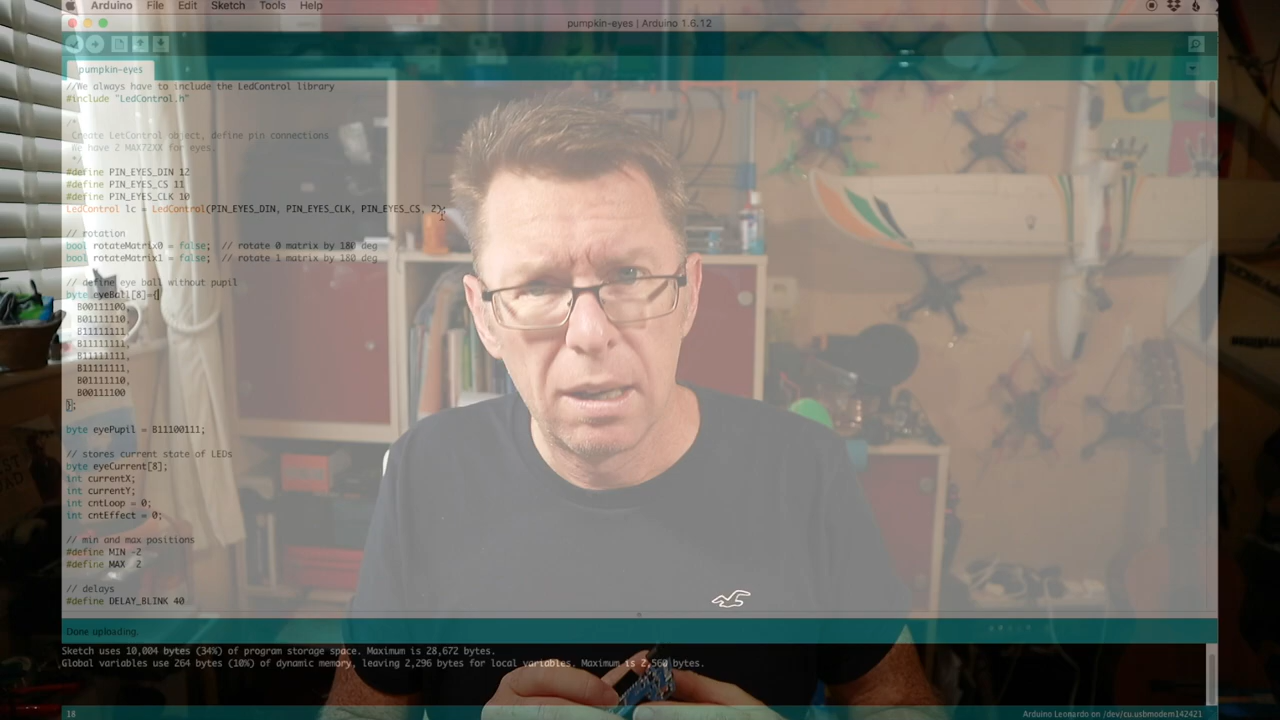 Arduino File Edit Sketch Tools Help
pumpkin-eyes | Arduino 1.6.12
pumpkin-eyes
//We always have to include the LedControl library
#include "LedControl.h"
/*
Create LetControl object, define pin connections
We have 2 MAX72XX for eyes.
*/
#define PIN_EYES_DIN 12
#define PIN_EYES_CS 11
#define PIN_EYES_CLK 10
LedControl lc = LedControl(PIN_EYES_DIN, PIN_EYES_CLK, PIN_EYES_CS, 2);
// rotation
bool rotateMatrix0 = false; // rotate 0 matrix by 180 deg
bool rotateMatrix1 = false; // rotate 1 matrix by 180 deg
// define eye ball without pupil
byte eyeBall[8]={
B00111100,
B01111110,
B11111111,
B11111111,
B11111111,
B11111111,
B01111110,
B00111100
};
byte eyePupil = B11100111;
// stores current state of LEDs
byte eyeCurrent[8];
int currentX;
int currentY;
int cntLoop = 0;
int cntEffect = 0;
// min and max positions
#define MIN -2
#define MAX 2
// delays
#define DELAY_BLINK 40
Done uploading.
Sketch uses 10,004 bytes (34%) of program storage space. Maximum is 28,672 bytes.
Global variables use 264 bytes (10%) of dynamic memory, leaving 2,296 bytes for local variables. Maximum is 2,560 bytes.
18
Arduino Leonardo on /dev/cu.usbmodem142421